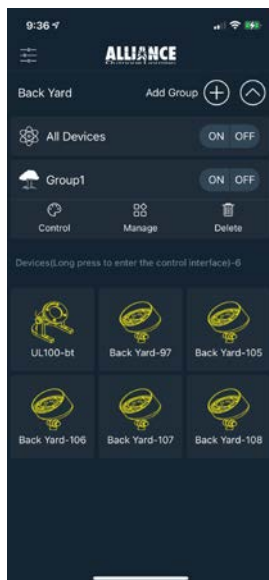 9:36
ALLIANCE
Back Yard
Add Group
All Devices
ON OFF
Group1
ON OFF
Control
Manage
Delete
Devices(Long press to enter the control interface)-6
UL100-bt
Back Yard-97
Back Yard-105
Back Yard-106
Back Yard-107
Back Yard-108